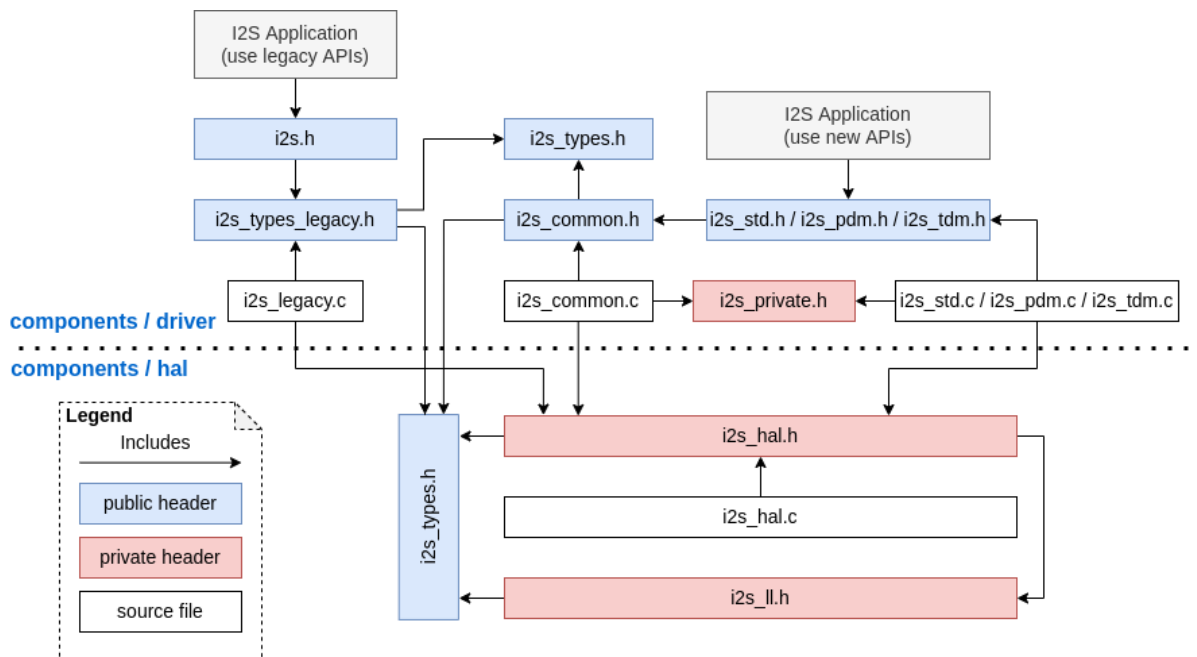 I2S Application
(use legacy APIs)
i2s.h
i2s_types.h
I2S Application
(use new APIs)
i2s_types_legacy.h
i2s_common.h
i2s_std.h / i2s_pdm.h / i2s_tdm.h
i2s_legacy.c
i2s_common.c
i2s_private.h
i2s_std.c / i2s_pdm.c / i2s_tdm.c
components / driver
components / hal
Legend
Includes
public header
private header
source file
i2s_types.h
i2s_hal.h
i2s_hal.c
i2s_ll.h